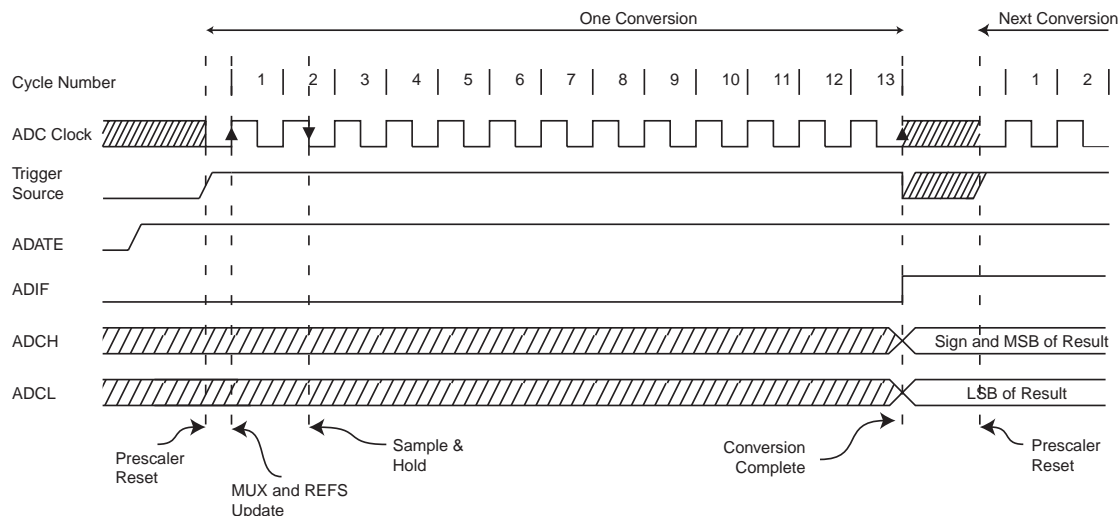 One Conversion
Next Conversion
Cycle Number 1 2 3 4 5 6 7 8 9 10 11 12 13 1 2
ADC Clock
Trigger
Source
ADATE
ADIF
ADCH
Sign and MSB of Result
ADCL
LSB of Result
Prescaler
Reset
MUX and REFS
Update
Sample &
Hold
Conversion
Complete
Prescaler
Reset